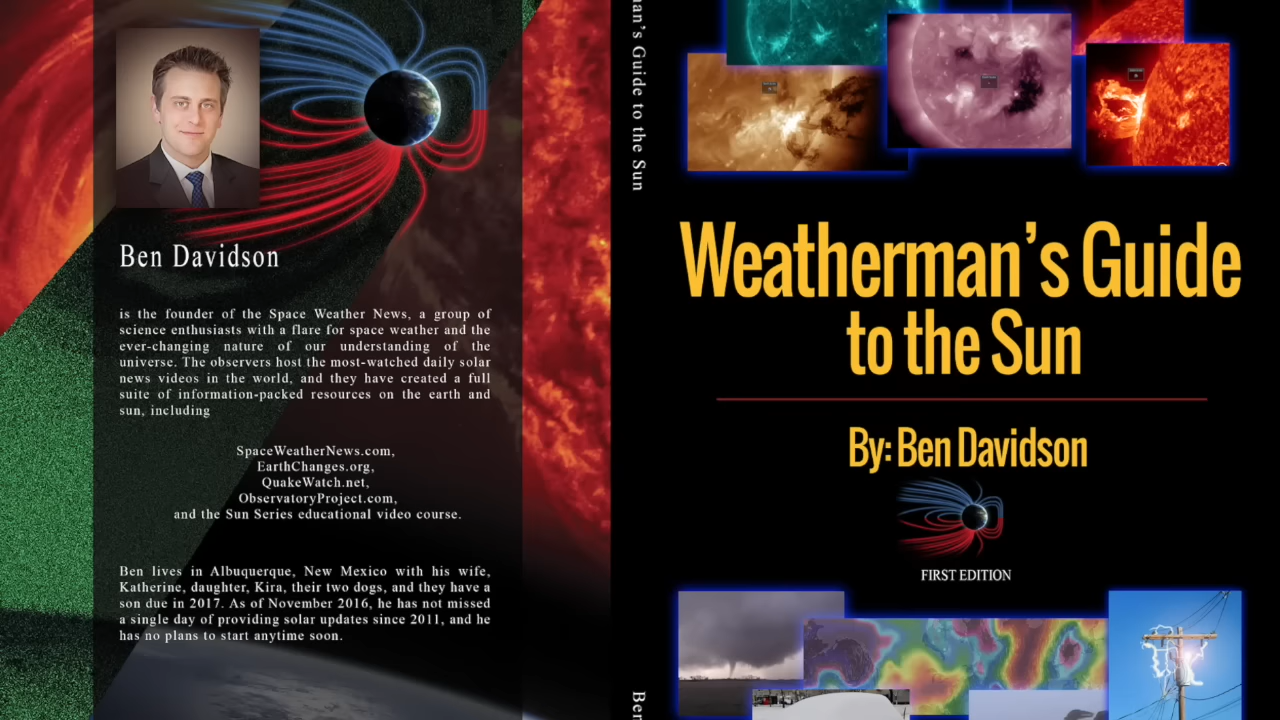 Ben Davidson
is the founder of the Space Weather News, a group of
science enthusiasts with a flare for space weather and the
ever-changing nature of our understanding of the
universe. The observers host the most-watched daily solar
news videos in the world, and they have created a full
suite of information-packed resources on the earth and
sun, including
SpaceWeatherNews.com,
EarthChanges.org,
QuakeWatch.net,
ObservatoryProject.com,
and the Sun Series educational video course.
Ben lives in Albuquerque, New Mexico with his wife,
Katherine, daughter, Kira, their two dogs, and they have a
son due in 2017. As of November 2016, he has not missed
a single day of providing solar updates since 2011, and he
has no plans to start anytime soon.
an's Guide to the Sun
Be
Weatherman's Guide
to the Sun
By: Ben Davidson
FIRST EDITION